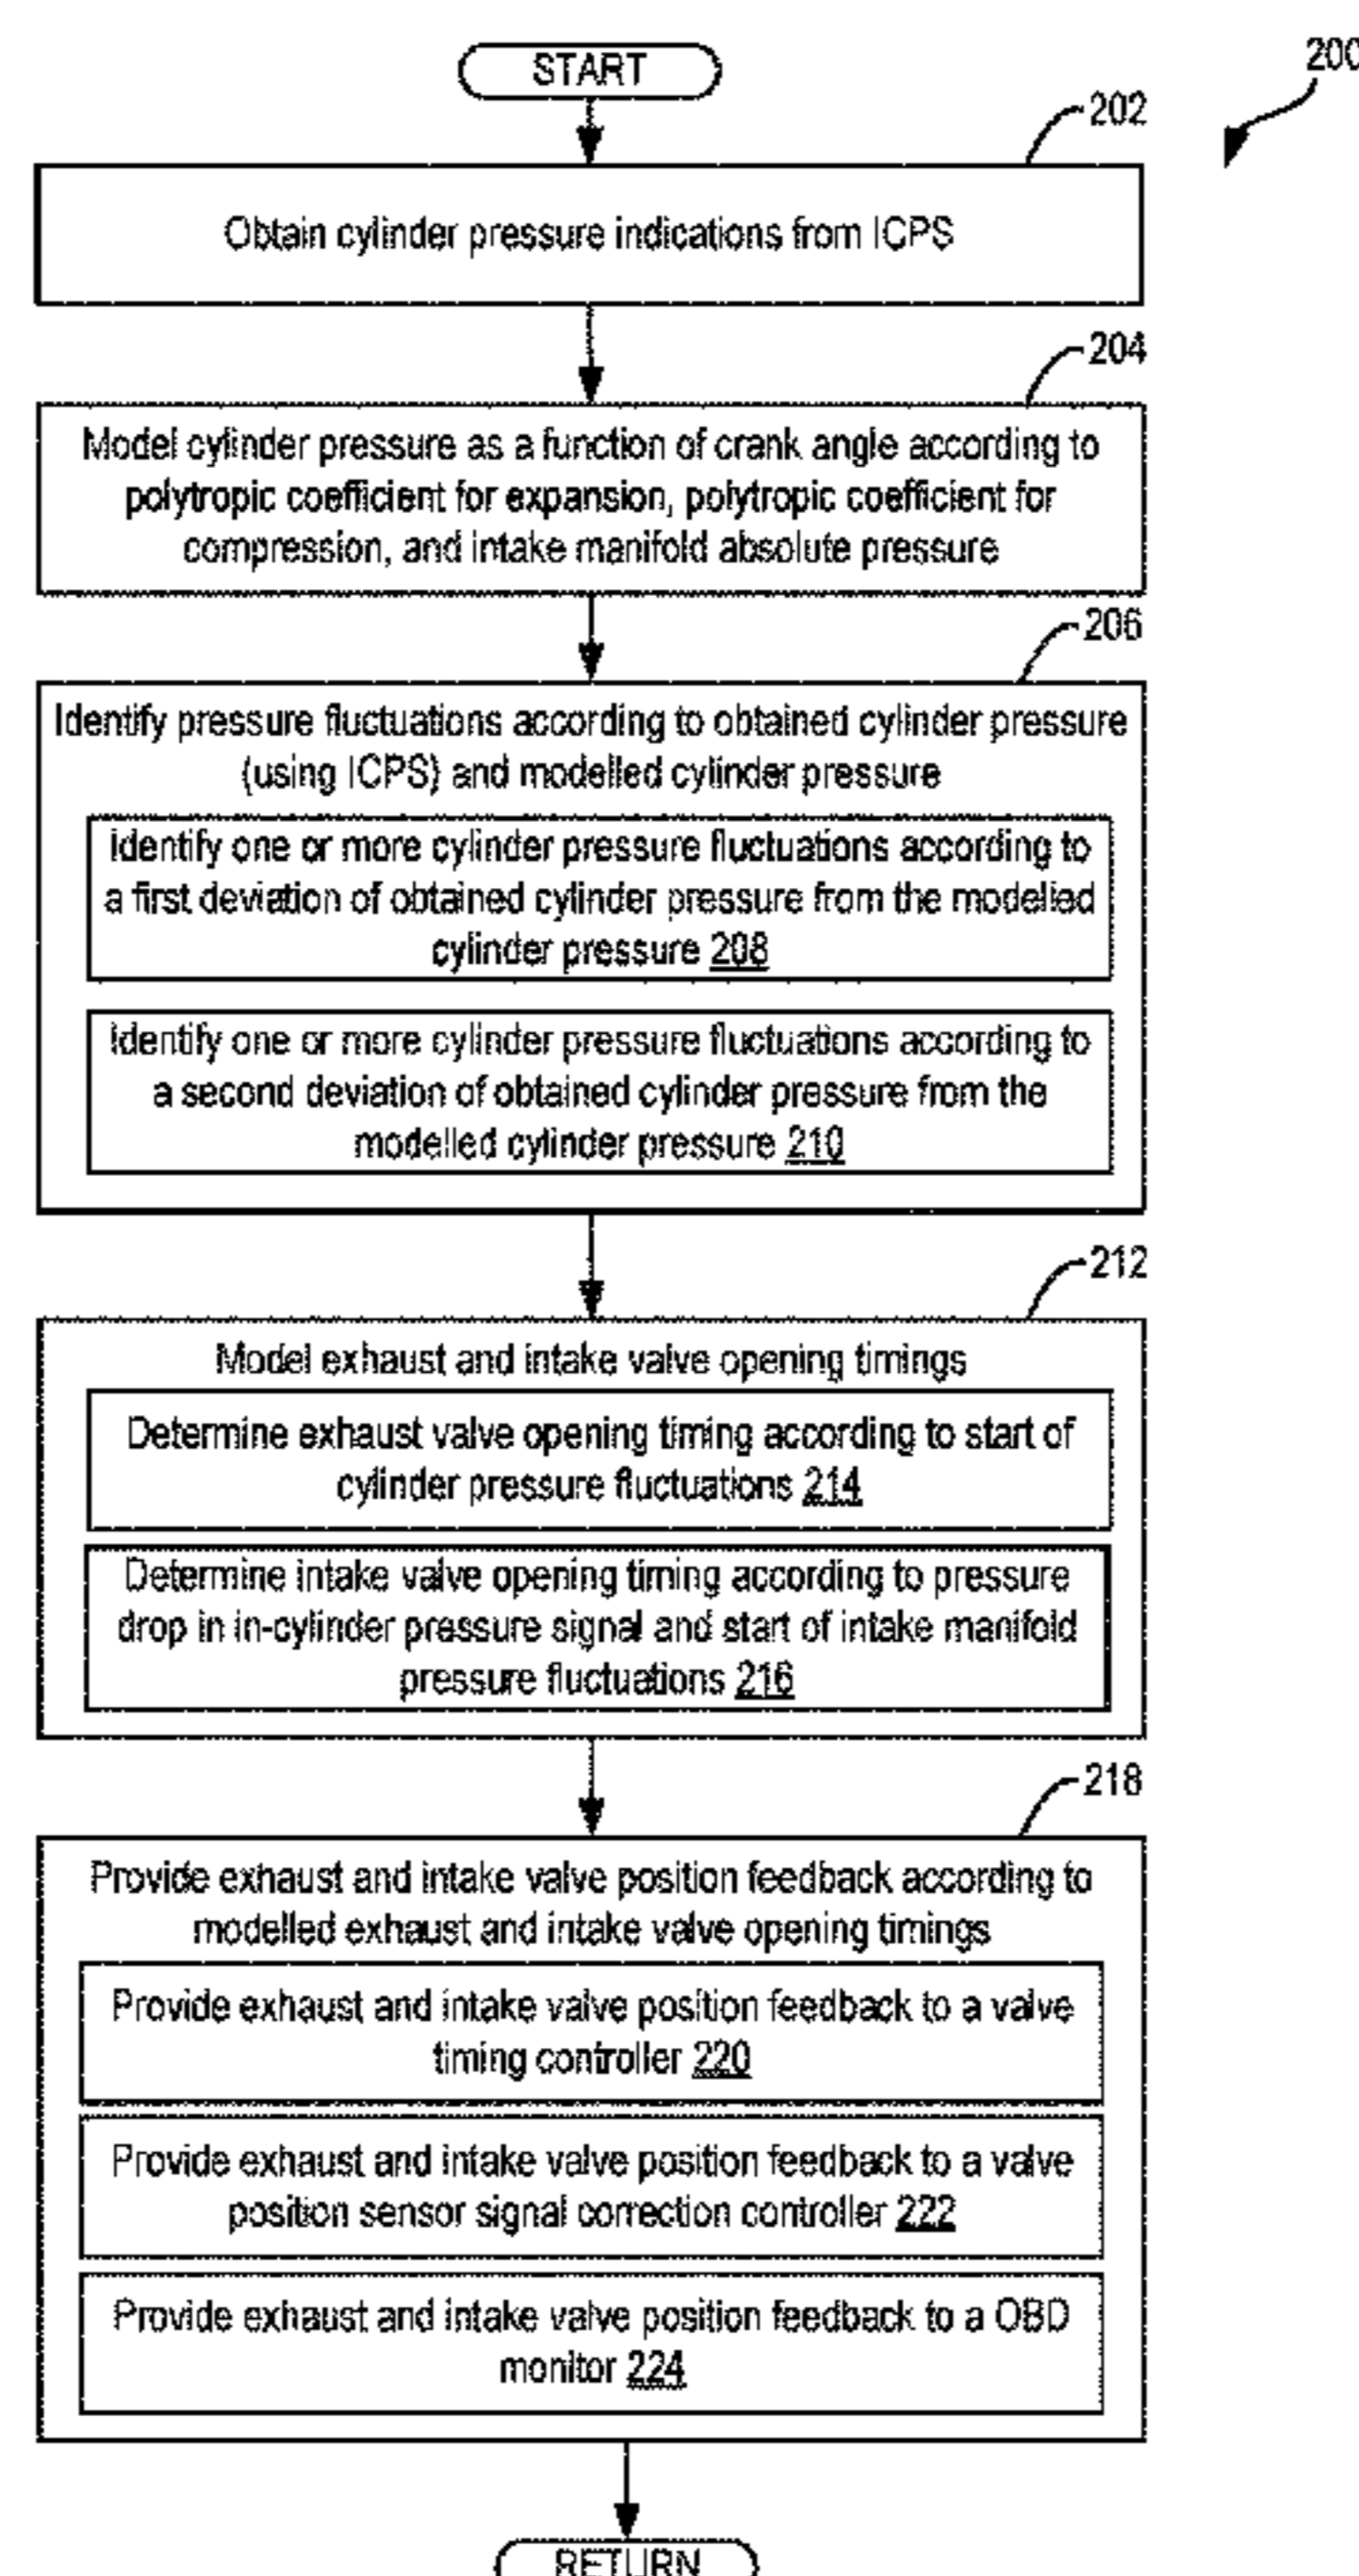 START
200
202
Obtain cylinder pressure indications from ICPS
204
Model cylinder pressure as a function of crank angle according to
polytropic coefficient for expansion, polytropic coefficient for
compression, and intake manifold absolute pressure
206
Identify pressure fluctuations according to obtained cylinder pressure
(using ICPS) and modelled cylinder pressure
Identify one or more cylinder pressure fluctuations according to
a first deviation of obtained cylinder pressure from the modelled
cylinder pressure 208
Identify one or more cylinder pressure fluctuations according to
a second deviation of obtained cylinder pressure from the
modelled cylinder pressure 210
212
Model exhaust and intake valve opening timings
Determine exhaust valve opening timing according to start of
cylinder pressure fluctuations 214
Determine intake valve opening timing according to pressure
drop in in-cylinder pressure signal and start of intake manifold
pressure fluctuations 216
218
Provide exhaust and intake valve position feedback according to
modelled exhaust and intake valve opening timings
Provide exhaust and intake valve position feedback to a valve
timing controller 220
Provide exhaust and intake valve position feedback to a valve
position sensor signal correction controller 222
Provide exhaust and intake valve position feedback to a OBD
monitor 224
RETURN